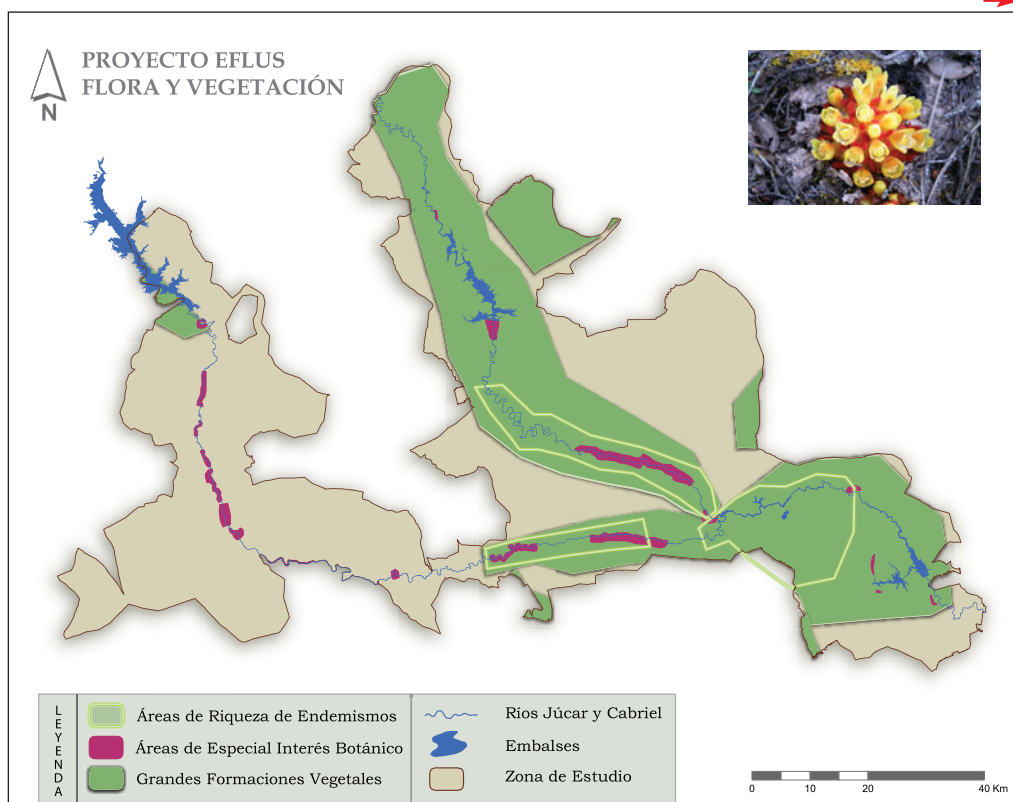 PROYECTO EFLUS
FLORA Y VEGETACIÓN
N
LEYENDA
Áreas de Riqueza de Endemismos
Áreas de Especial Interés Botánico
Grandes Formaciones Vegetales
Ríos Júcar y Cabriel
Embalses
Zona de Estudio
0 10 20 40 Km